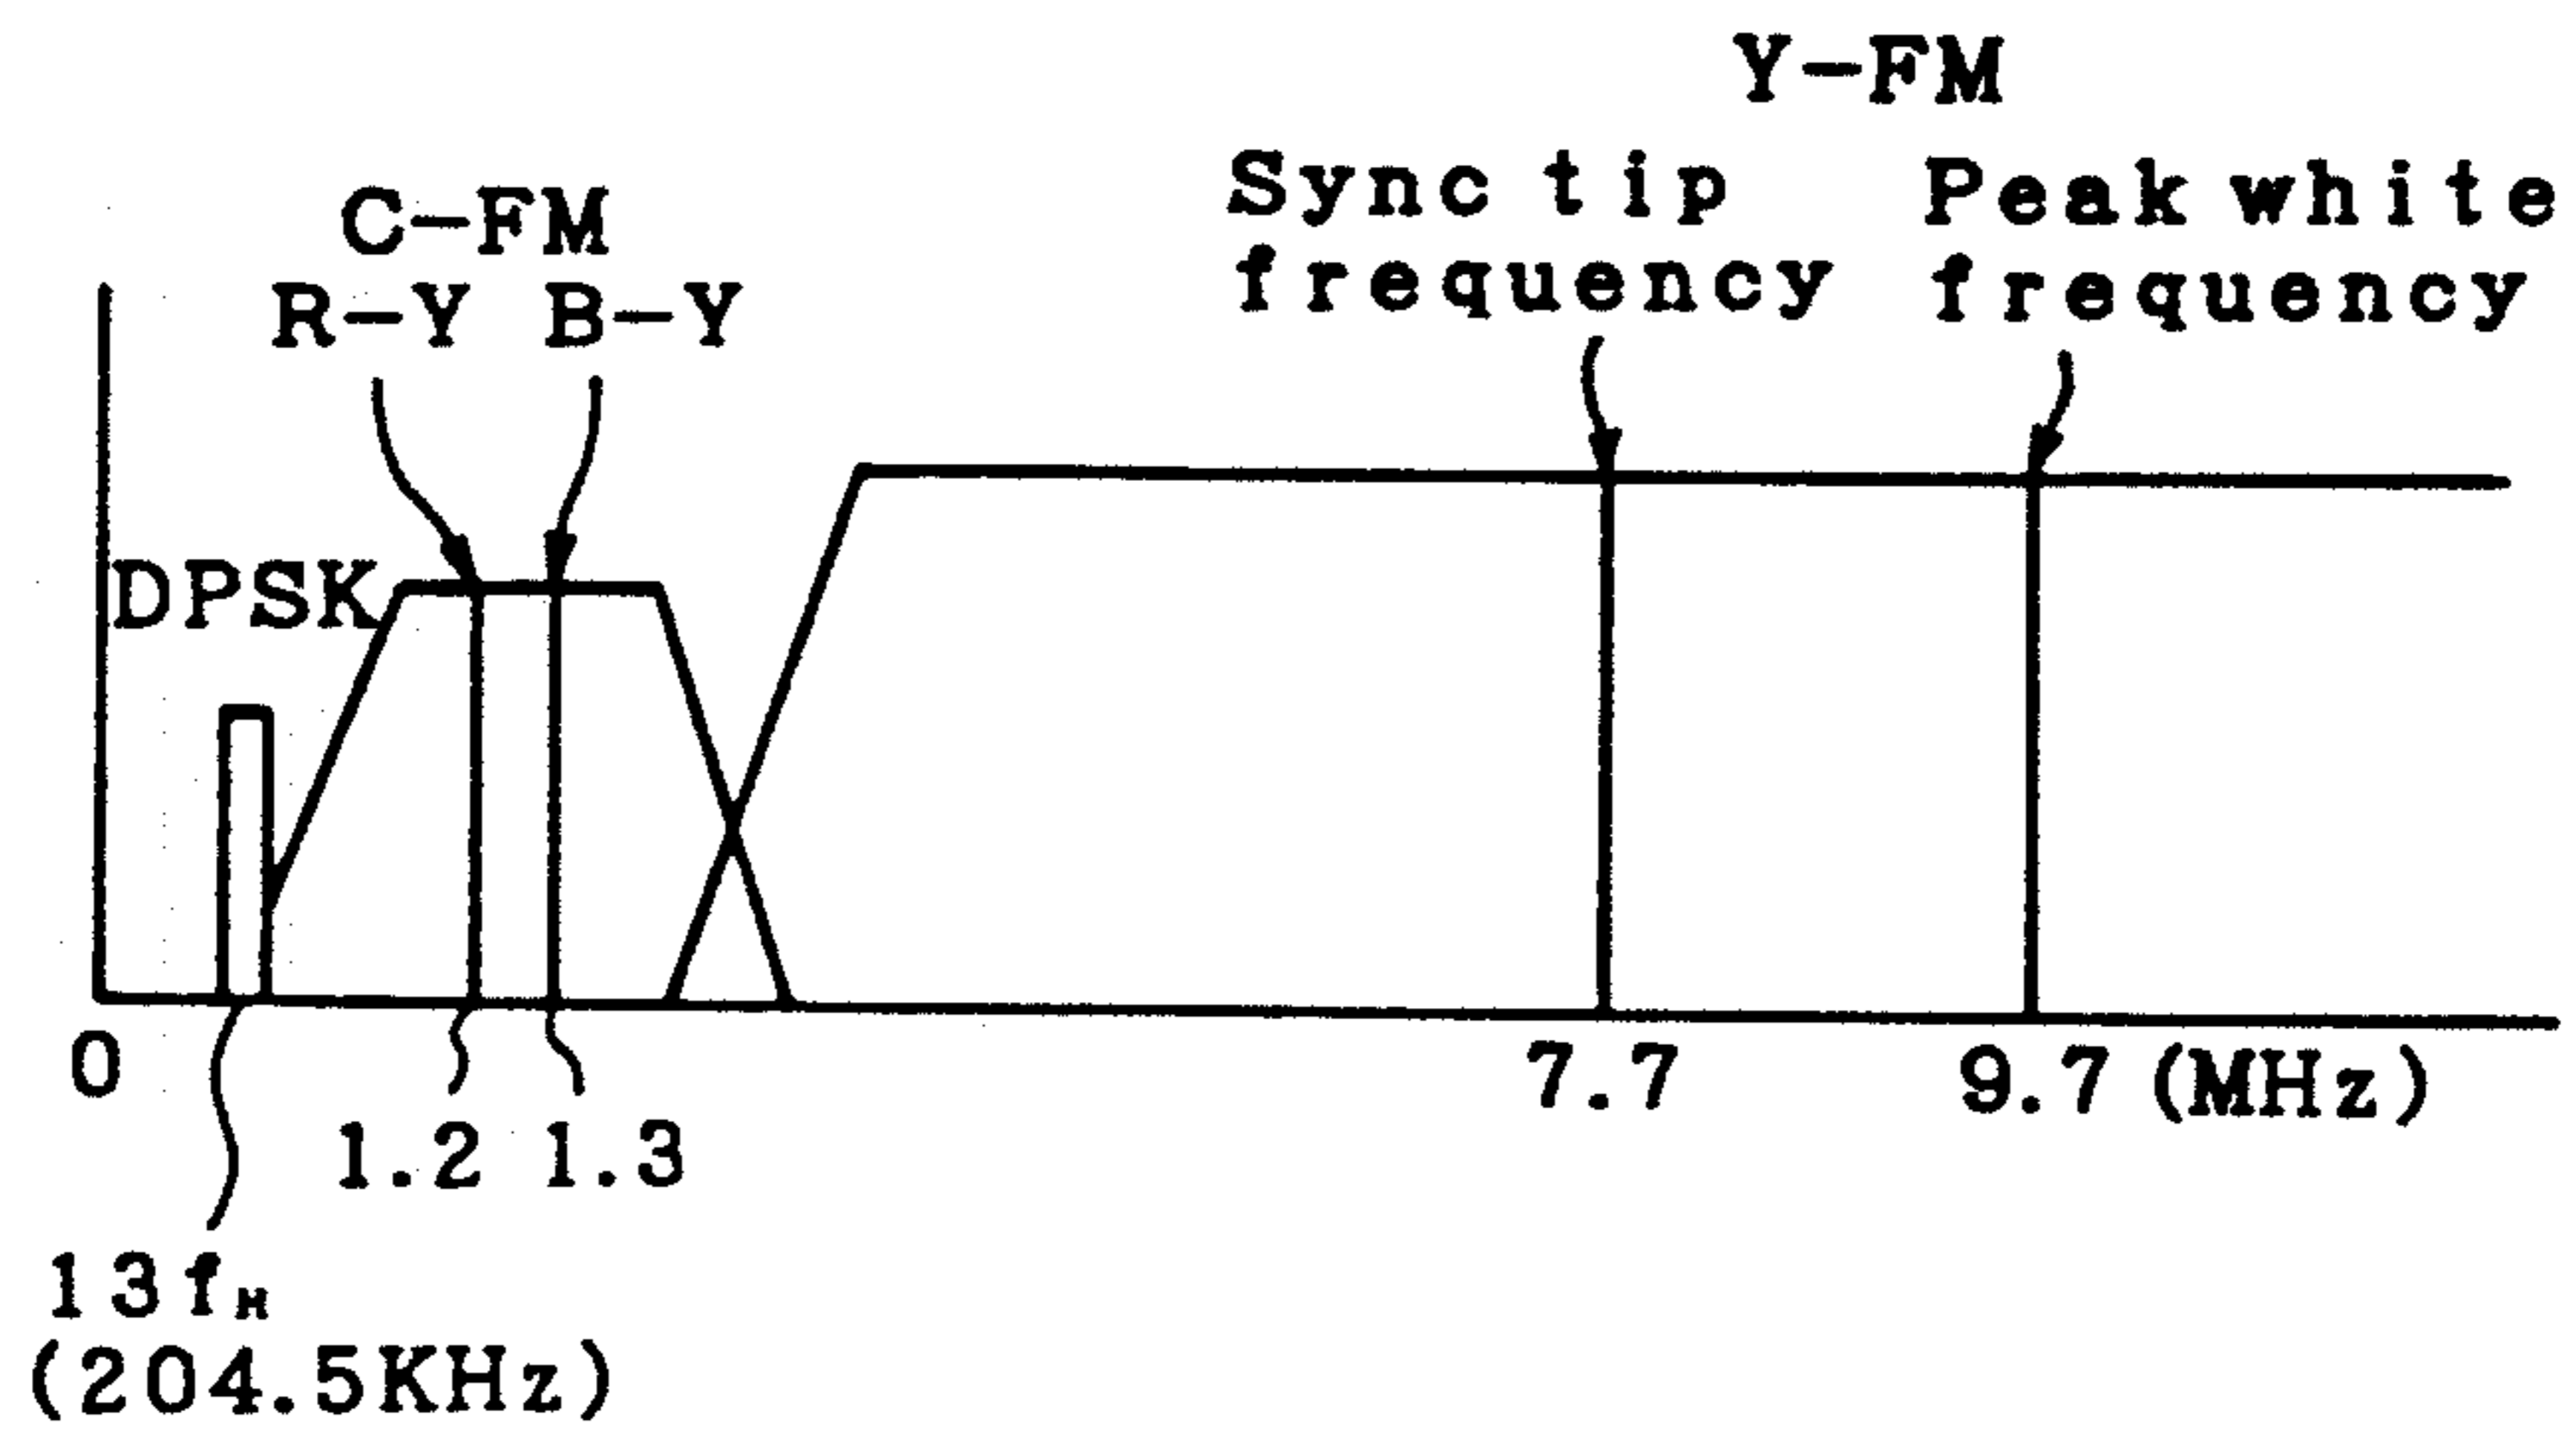 Y-FM
Sync tip
frequency
Peak white
frequency
C-FM
R-Y B-Y
DPSK
0
1.2 1.3
7.7
9.7 (MHz)
13fH
(204.5KHz)